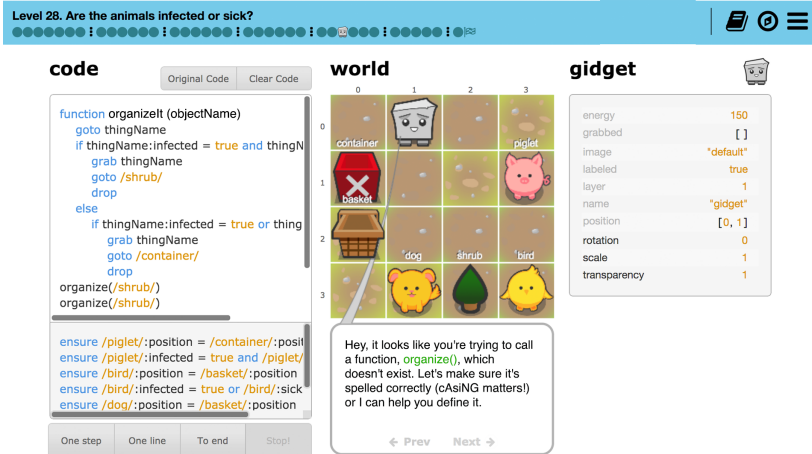 Level 28. Are the animals infected or sick?
code
Original Code
Clear Code
function organizeIt (objectName)
goto thingName
if thingName:infected = true and thingN
grab thingName
goto /shrub/
drop
else
if thingName:infected = true or thing
grab thingName
goto /container/
drop
organize(/shrub/)
organize(/shrub/)
ensure /piglet/:position = /container/:posit
ensure /piglet/:infected = true and /piglet/
ensure /bird/:position = /basket/:position
ensure /bird/:infected = true or /bird/:sick
ensure /dog/:position = /basket/:position
One step
One line
To end
Stop!
world
0 1 2 3
0
1
2
3
container
piglet
basket
dog
shrub
bird
Hey, it looks like you're trying to call
a function, organize(), which
doesn't exist. Let's make sure it's
spelled correctly (cAsiNG matters!)
or I can help you define it.
← Prev
Next →
gidget
energy 150
grabbed [ ]
image "default"
labeled true
layer 1
name "gidget"
position [0, 1]
rotation 0
scale 1
transparency 1